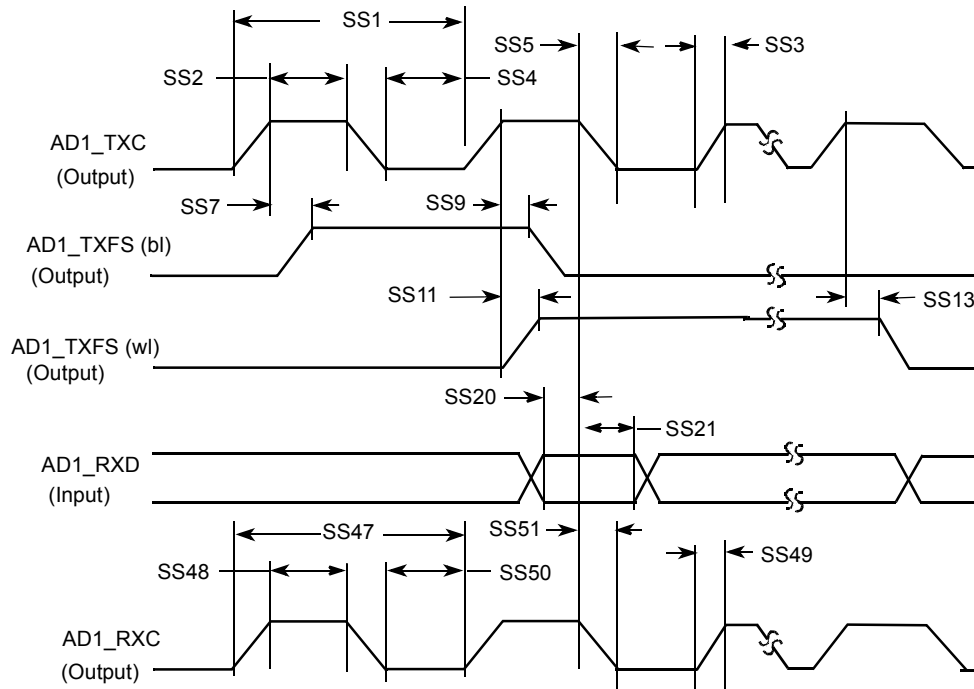 SS1
SS5
SS3
SS2
SS4
AD1_TXC
(Output)
SS7
SS9
AD1_TXFS (bl)
(Output)
SS11
SS13
AD1_TXFS (wl)
(Output)
SS20
SS21
AD1_RXD
(Input)
SS47
SS51
SS49
SS48
SS50
AD1_RXC
(Output)